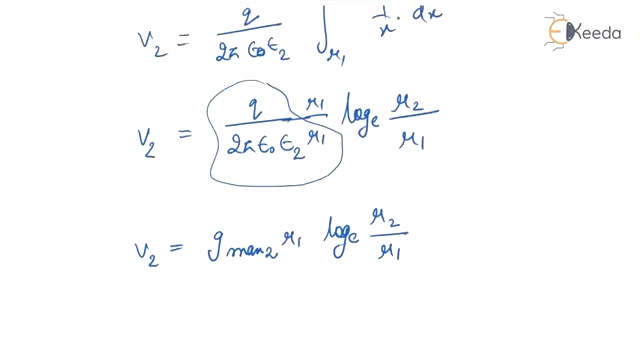 V₂ = q / 2π ϵ₀ ϵ₂ ∫r₁ 1/x · dx
EKeeda
V₂ = q / 2π ϵ₀ ϵ₂ r₁ / r₁ logₑ r₂ / r₁
V₂ = gmax₂ r₁ logₑ r₂ / r₁